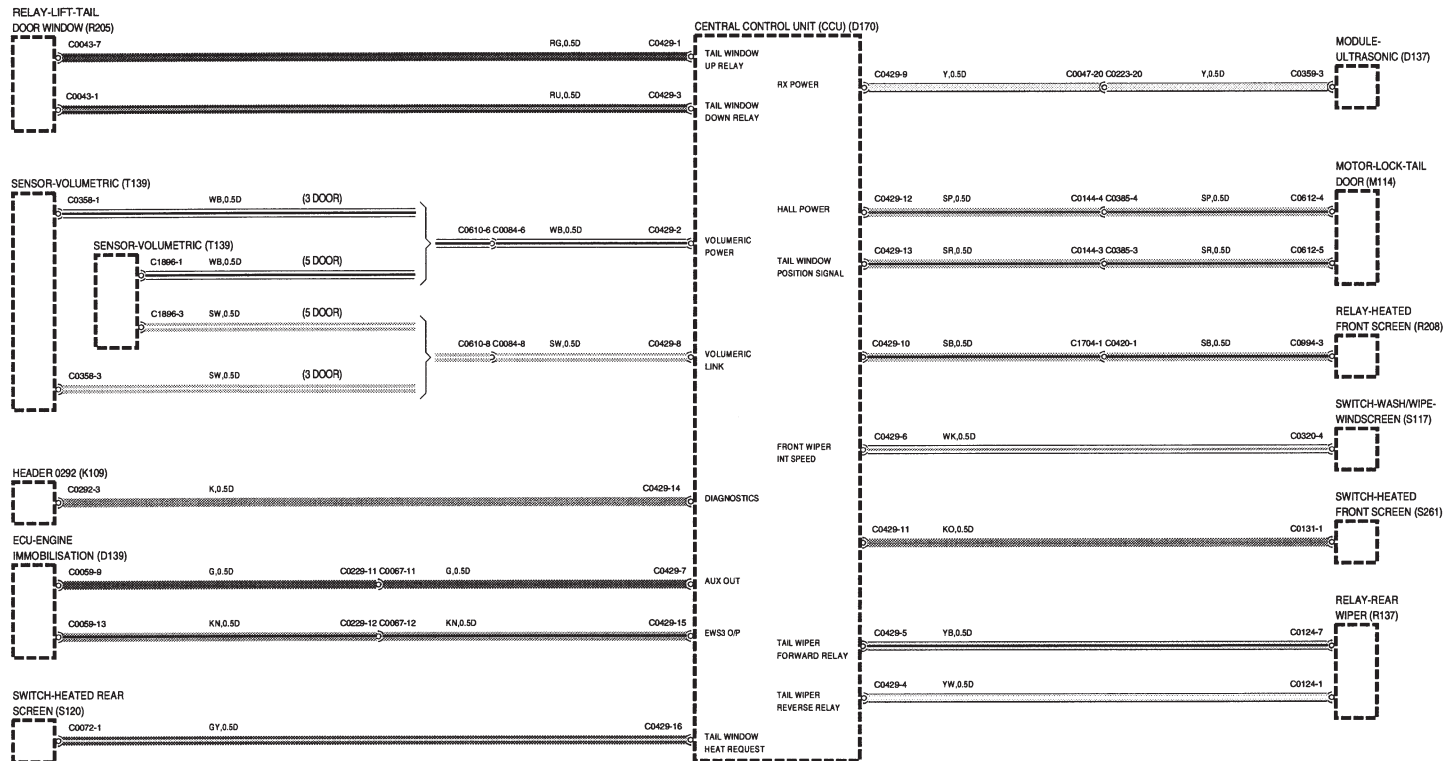 RELAY-LIFT-TAIL
DOOR WINDOW (R205)
C0043-7
RG,0.5D
C0429-1
TAIL WINDOW
UP RELAY
C0043-1
RU,0.5D
C0429-3
TAIL WINDOW
DOWN RELAY
SENSOR-VOLUMETRIC (T139)
C0358-1
WB,0.5D
(3 DOOR)
SENSOR-VOLUMETRIC (T139)
C1896-1
WB,0.5D
(5 DOOR)
C0610-6 C0084-6
WB,0.5D
C0429-2
VOLUMERIC
POWER
C1896-3
SW,0.5D
(5 DOOR)
C0610-8 C0084-8
SW,0.5D
C0429-8
VOLUMERIC
LINK
C0358-3
SW,0.5D
(3 DOOR)
HEADER 0292 (K109)
C0292-3
K,0.5D
C0429-14
DIAGNOSTICS
ECU-ENGINE
IMMOBILISATION (D139)
C0059-9
G,0.5D
C0229-11 C0067-11
G,0.5D
C0429-7
AUX OUT
C0059-13
KN,0.5D
C0229-12 C0067-12
KN,0.5D
C0429-15
EWS3 O/P
SWITCH-HEATED REAR
SCREEN (S120)
C0072-1
GY,0.5D
C0429-16
TAIL WINDOW
HEAT REQUEST
CENTRAL CONTROL UNIT (CCU) (D170)
RX POWER
C0429-9
Y,0.5D
C0047-20 C0223-20
Y,0.5D
C0359-3
MODULE-
ULTRASONIC (D137)
HALL POWER
C0429-12
SP,0.5D
C0144-4 C0385-4
SP,0.5D
C0612-4
MOTOR-LOCK-TAIL
DOOR (M114)
TAIL WINDOW
POSITION SIGNAL
C0429-13
SR,0.5D
C0144-3 C0385-3
SR,0.5D
C0612-5
RELAY-HEATED
FRONT SCREEN (R208)
C0429-10
SB,0.5D
C1704-1 C0420-1
SB,0.5D
C0994-3
SWITCH-WASH/WIPE-
WINDSCREEN (S117)
FRONT WIPER
INT SPEED
C0429-6
WK,0.5D
C0320-4
SWITCH-HEATED
FRONT SCREEN (S261)
C0429-11
KO,0.5D
C0131-1
RELAY-REAR
WIPER (R137)
TAIL WIPER
FORWARD RELAY
C0429-5
YB,0.5D
C0124-7
TAIL WIPER
REVERSE RELAY
C0429-4
YW,0.5D
C0124-1